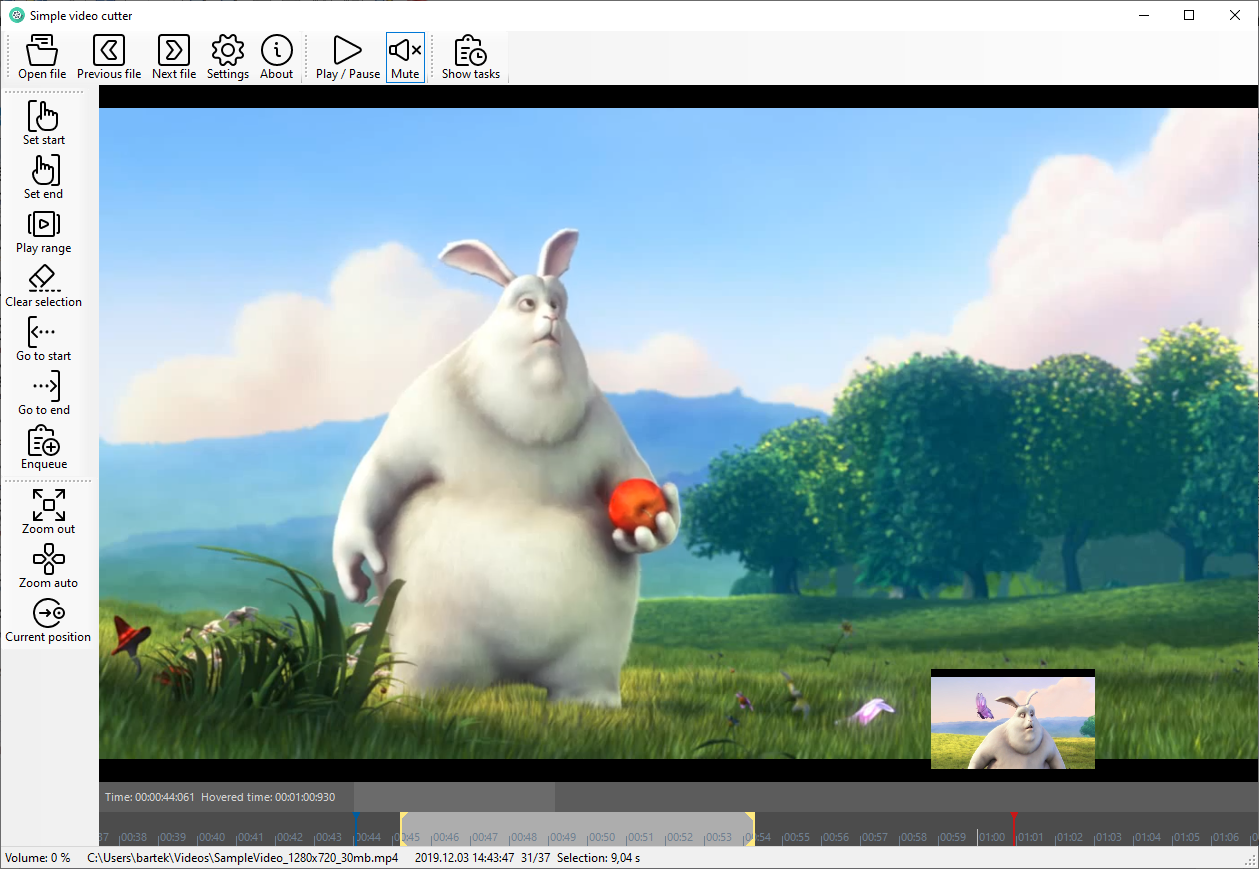 Simple video cutter
Open file Previous file Next file Settings About Play / Pause Mute Show tasks
Set start
Set end
Play range
Clear selection
Go to start
Go to end
Enqueue
Zoom out
Zoom auto
Current position
Time: 00:00:44:061 Hovered time: 00:01:00:930
37 00:38 00:39 00:40 00:41 00:42 00:43 00:44 00:45 00:46 00:47 00:48 00:49 00:50 00:51 00:52 00:53 00:54 00:55 00:56 00:57 00:58 00:59 01:00 01:01 01:02 01:03 01:04 01:05 01:06
Volume: 0 % C:\Users\bartek\Videos\SampleVideo_1280x720_30mb.mp4 2019.12.03 14:43:47 31/37 Selection: 9,04 s